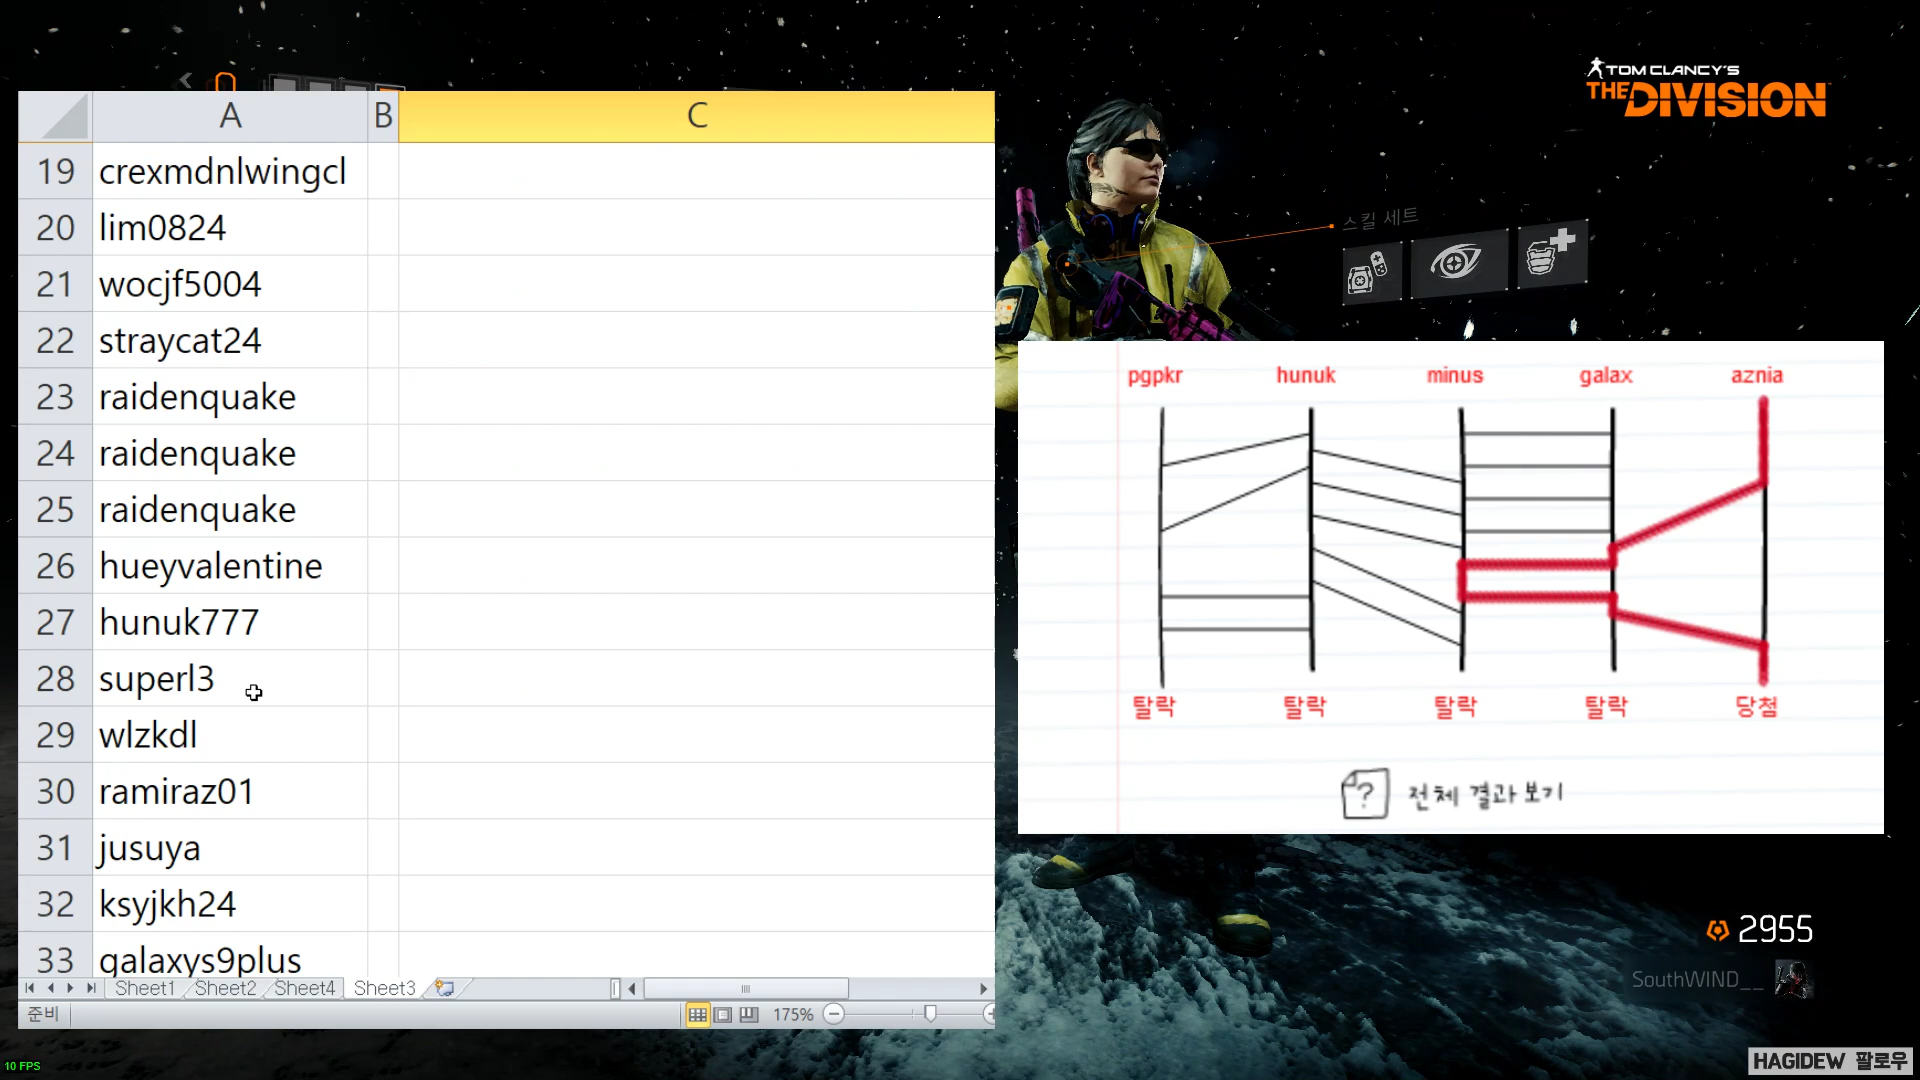 TOM CLANCY'S
THE DIVISION
A B C
19 crexmdnlwingcl
20 lim0824
21 wocjf5004
22 straycat24
23 raidenquake
24 raidenquake
25 raidenquake
26 hueyvalentine
27 hunuk777
28 superl3
29 wlzkdl
30 ramiraz01
31 jusuya
32 ksyjkh24
33 galaxys9plus
Sheet1 Sheet2 Sheet4 Sheet3
준비 175%
스킬 세트
pgpkr hunuk minus galax aznia
탈락 탈락 탈락 탈락 당첨
? 전체 결과 보기
2955
SouthWIND__
10 FPS
HAGIDEW 팔로우